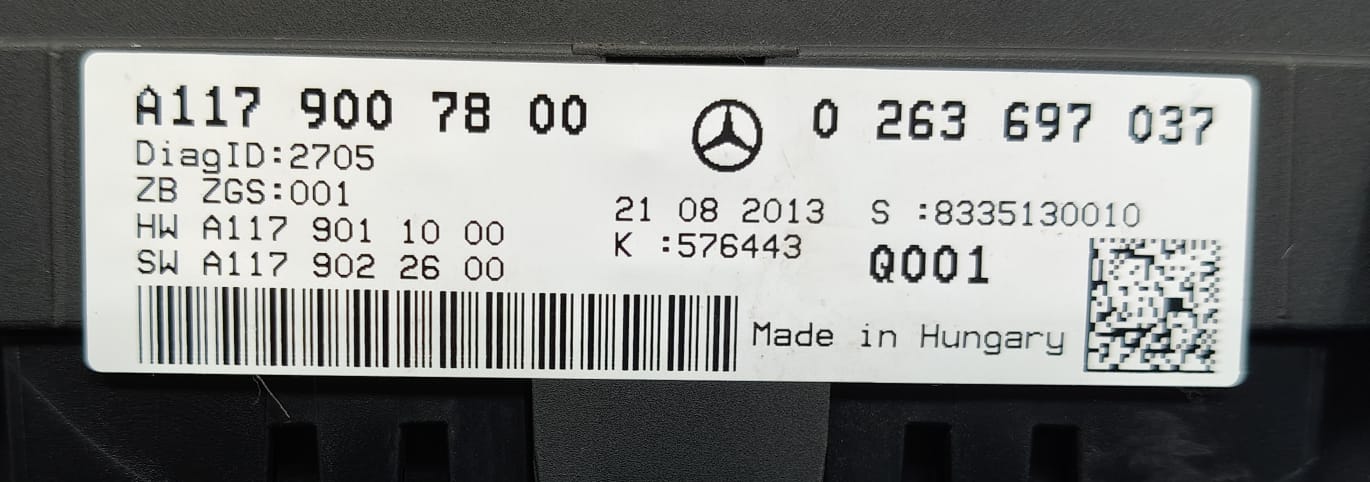 A117 900 78 00
0 263 697 037
DiagID:2705
ZB ZGS:001
HW A117 901 10 00
SW A117 902 26 00
21 08 2013 S :8335130010
K :576443
Q001
Made in Hungary